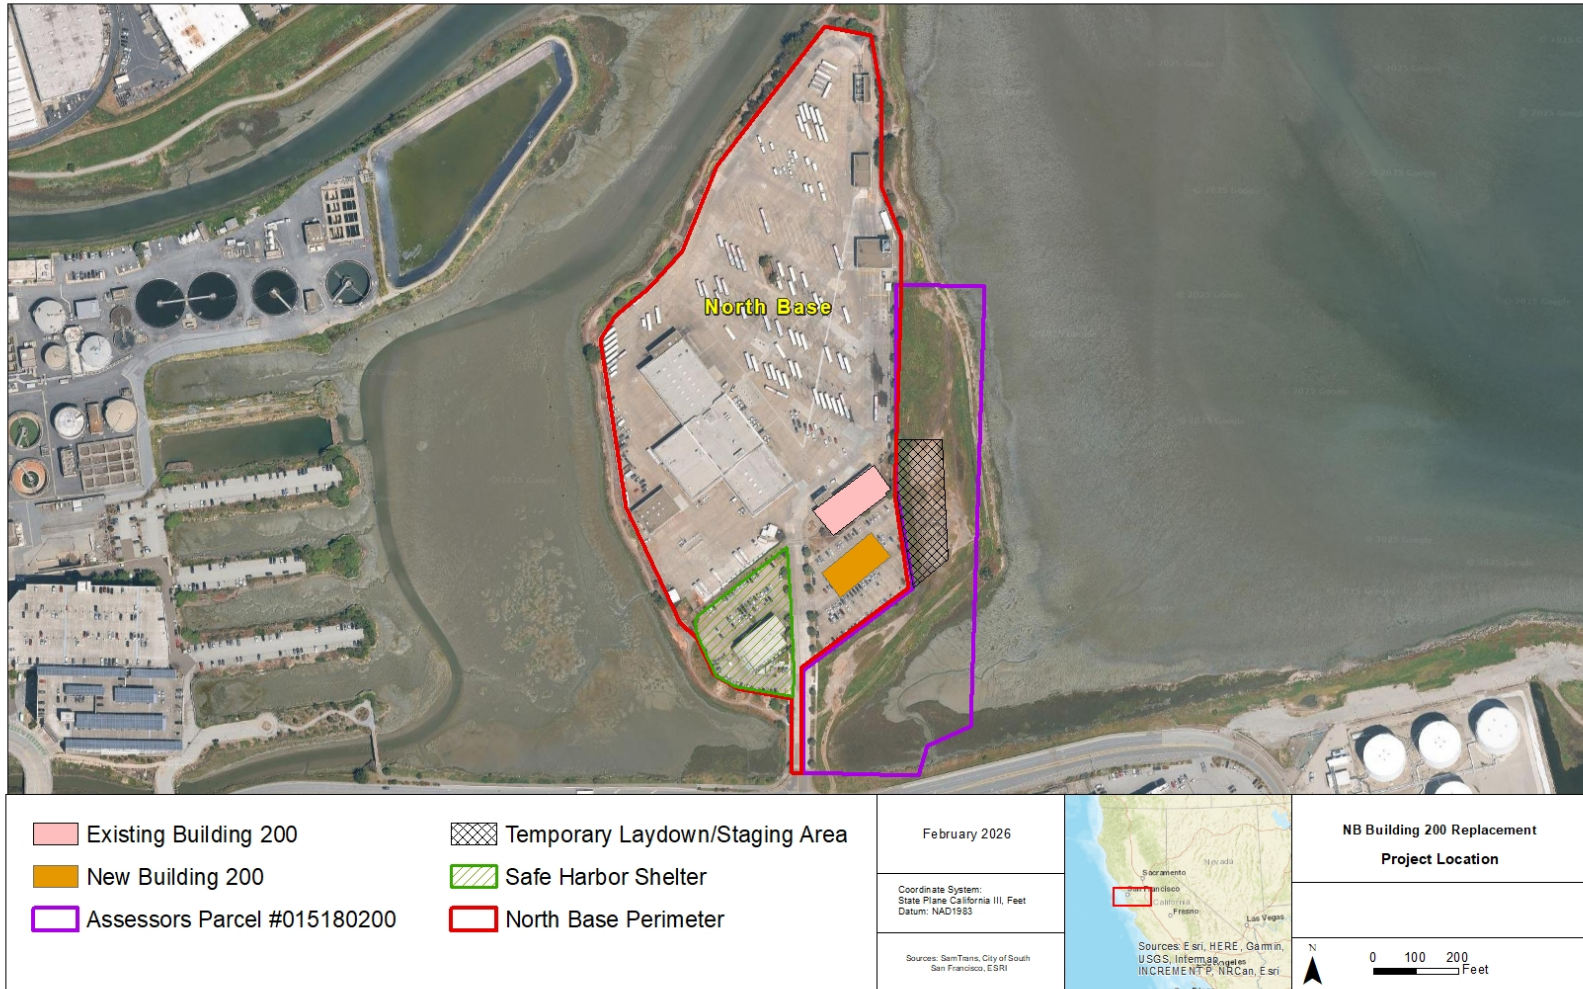 North Base
© 2025 Google
Existing Building 200
New Building 200
Assessors Parcel #015180200
Temporary Laydown/Staging Area
Safe Harbor Shelter
North Base Perimeter
February 2026
Coordinate System:
State Plane California III, Feet
Datum: NAD1983
Sources: SamTrans, City of South
San Francisco, ESRI
Nevada
Sacramento
San Francisco
California
Fresno
Las Vegas
Sources: Esri, HERE, Garmin,
USGS, Intermap,
INCREMENT P, NRCan, Esri
NB Building 200 Replacement
Project Location
N
0 100 200
Feet